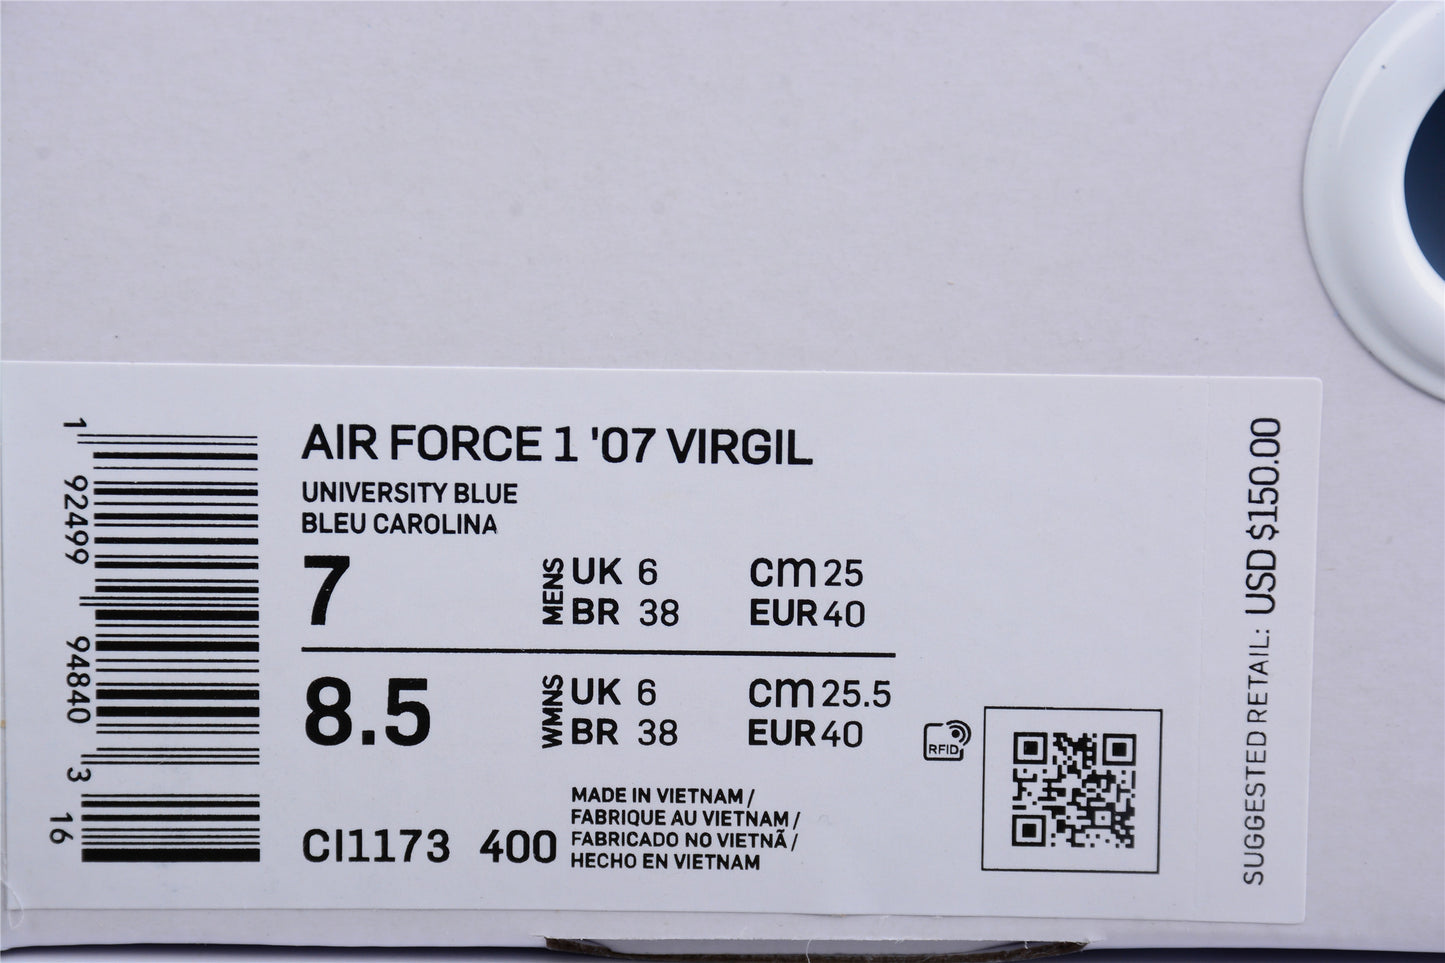 AIR FORCE 1 '07 VIRGIL
UNIVERSITY BLUE
BLEU CAROLINA
7 MENS UK 6 CM 25
BR 38 EUR 40
8.5 WMNS UK 6 CM 25.5
BR 38 EUR 40
CI1173 400
MADE IN VIETNAM /
FABRIQUE AU VIETNAM /
FABRICADO NO VIETNÃ /
HECHO EN VIETNAM
RFID
1 92499 94840 3
16
SUGGESTED RETAIL: USD $150.00